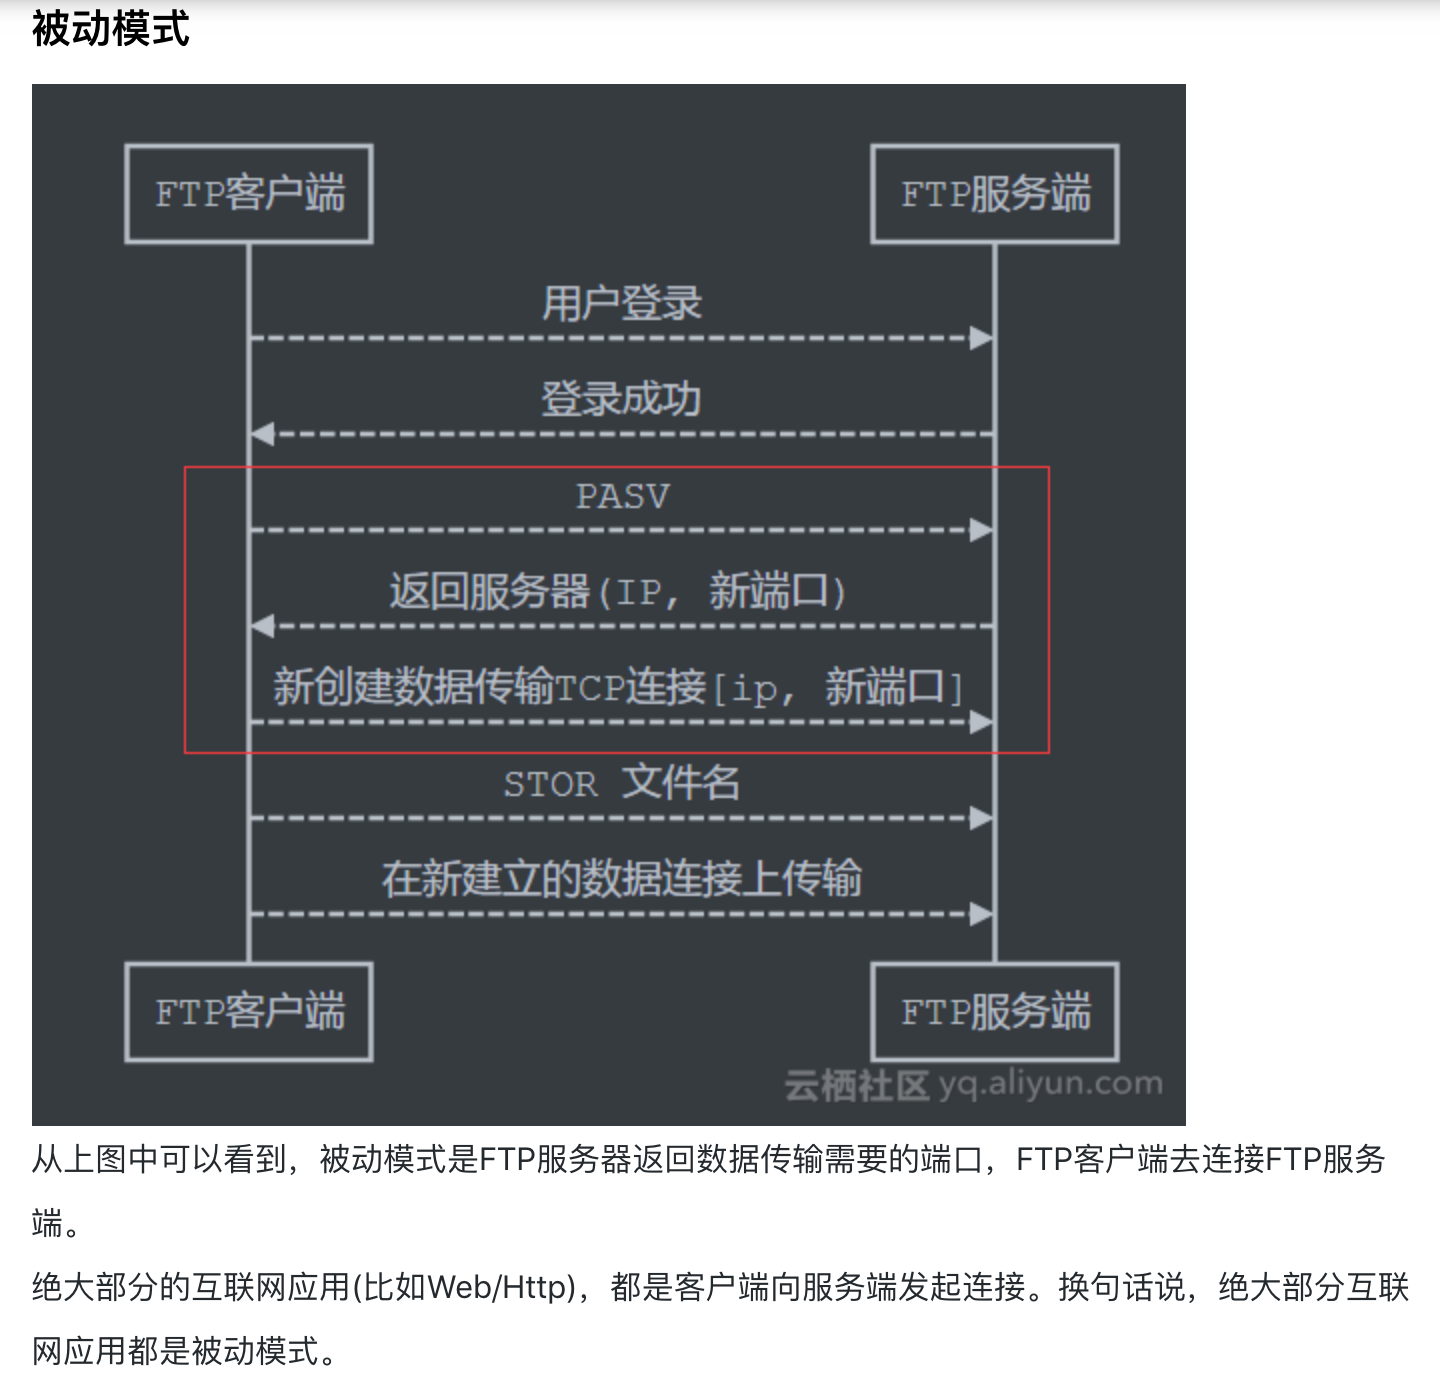 被动模式
FTP客户端
FTP服务端
用户登录
登录成功
PASV
返回服务器(IP, 新端口)
新创建数据传输TCP连接[ip, 新端口]
STOR 文件名
在新建立的数据连接上传输
FTP客户端
FTP服务端
云栖社区 yq.aliyun.com
从上图中可以看到，被动模式是FTP服务器返回数据传输需要的端口，FTP客户端去连接FTP服务
端。
绝大部分的互联网应用(比如Web/Http)，都是客户端向服务端发起连接。换句话说，绝大部分互联
网应用都是被动模式。